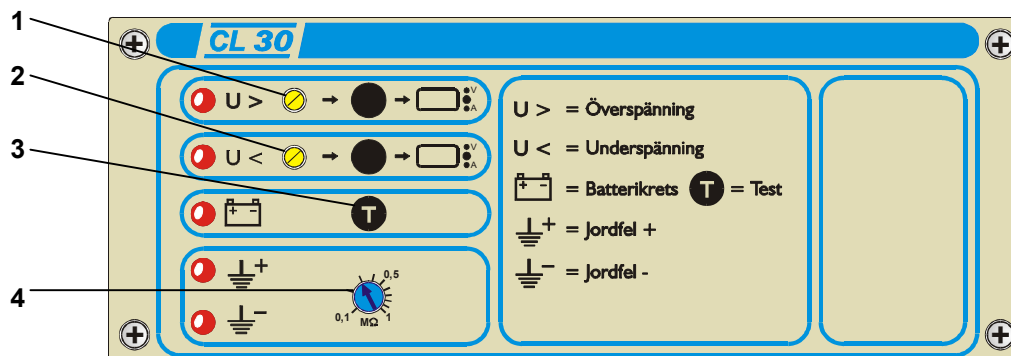 1
2
3
4
CL 30
U > V A
U < V A
+ - T
+
-
0,5
0,1 MΩ 1
U > = Överspänning
U < = Underspänning
+ - = Batterikrets T = Test
+ = Jordfel +
- = Jordfel -